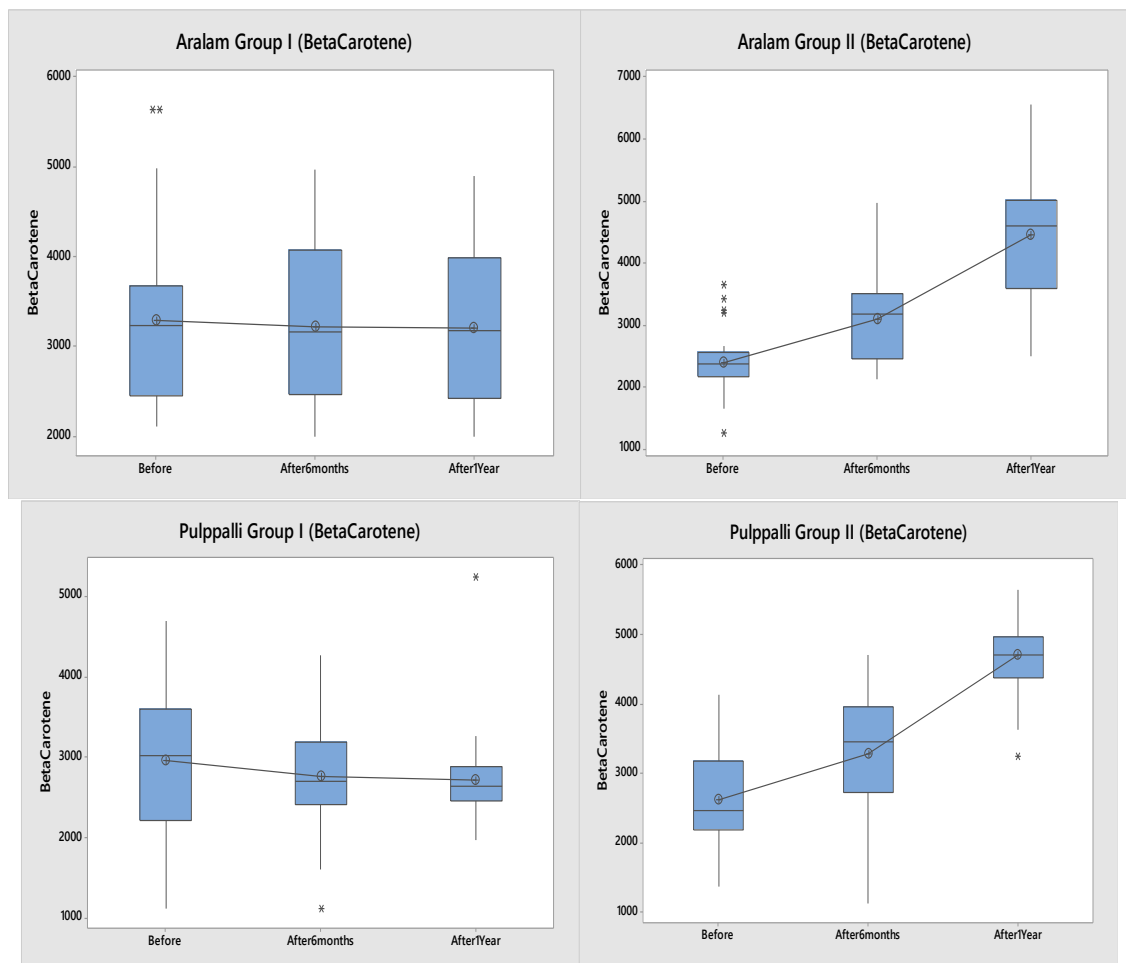 Aralam Group I (BetaCarotene)
6000
5000
4000
3000
2000
BetaCarotene
Before After6months After1Year
Aralam Group II (BetaCarotene)
7000
6000
5000
4000
3000
2000
1000
BetaCarotene
Before After6months After1Year
Pulppalli Group I (BetaCarotene)
5000
4000
3000
2000
1000
BetaCarotene
Before After6months After1Year
Pulppalli Group II (BetaCarotene)
6000
5000
4000
3000
2000
1000
BetaCarotene
Before After6months After1Year